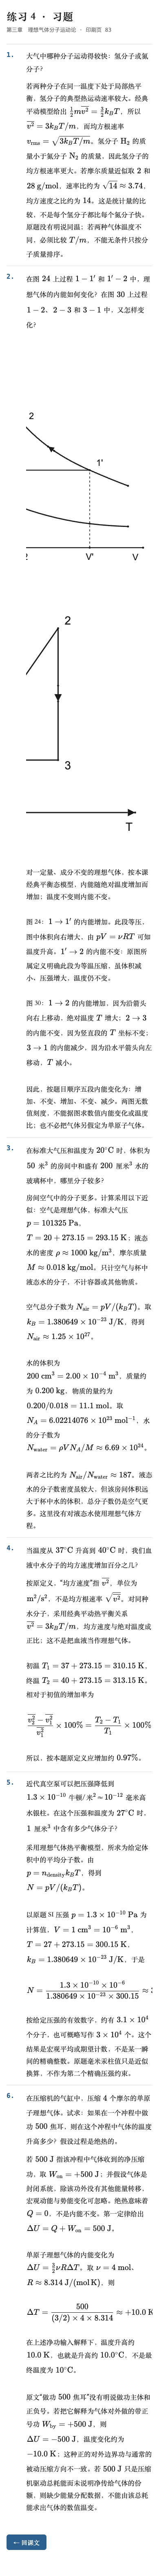 练习 4 · 习题
第三章 理想气体分子运动论 · 印刷页 83
1. 大气中哪种分子运动得较快：氢分子或氮
分子？
若两种分子在同一温度下处于局部热平
衡，氢分子的典型热运动速率较大。经典
平动模型给出 ½m\overline{v²} = 3/2 k_BT，所以
\overline{v²} = 3k_BT/m，而均方根速率
v_rms = √(3k_BT/m)。氢分子 H₂ 的质
量小于氮分子 N₂ 的质量，因此氢分子的
均方根速率更大。若摩尔质量近似取 2 和
28 g/mol，速率比约为 √14 ≈ 3.74，
均方速度之比约为 14。这是统计量的比
较，不是每个氢分子都比每个氮分子快。
原题没有明说同温；若两种气体温度不
同，必须比较 T/m，不能无条件只按分
子质量排序。
2. 在图 24 上过程 1 − 1′ 和 1′ − 2 中，理
想气体的内能如何变化？在图 30 上过程
1 − 2、2 − 3 和 3 − 1 中，又怎样变
化？
2
1′
V′
V
2
3
T
对一定量、成分不变的理想气体，按本课
经典平衡态模型，内能随绝对温度增加而
增加；温度不变则内能不变。
图 24：1 → 1′ 的内能增加。此段等压，
图中体积向右增大，由 pV = νRT 可知
温度升高。1′ → 2 的内能不变：原图所
属定义明确此段为等温压缩，虽体积减
小、压强增大，温度仍不变。
图 30：1 → 2 的内能增加，因为沿箭头
向右上移动，绝对温度 T 增大；2 → 3
的内能不变，因为竖直段的 T 坐标不变；
3 → 1 的内能减少，因为沿水平箭头向左
移动，T 减小。
因此，按题目顺序五段内能变化为：增
加，不变，增加，不变，减少。两图无数
值刻度，不能据图求数值内能变化或温度
比；也不必把气体另假定为单原子气体。
3. 在标准大气压和温度为 20°C 时，体积为
50 米³ 的房间中和盛有 200 厘米³ 水的
玻璃杯中，哪里分子较多？
房间空气中的分子更多。计算采用以下近
似：空气是理想气体，标准大气压
p = 101325 Pa，
T = 20 + 273.15 = 293.15 K；液态
水的密度 ρ ≈ 1000 kg/m³，摩尔质量
M ≈ 0.018 kg/mol。只计空气与杯中
液态水的分子，不计容器或其他物质。
空气总分子数为 N_air = pV/(k_BT)。取
k_B = 1.380649 × 10⁻²³ J/K，得到
N_air ≈ 1.25 × 10²⁷。
水的体积为
200 cm³ = 2.00 × 10⁻⁴ m³，质量约
为 0.200 kg，物质的量约为
0.200/0.018 = 11.1 mol。取
N_A = 6.02214076 × 10²³ mol⁻¹，水
的分子数为
N_water = ρVN_A/M ≈ 6.69 × 10²⁴。
两者之比约为 N_air/N_water ≈ 187。液态
水的分子数密度虽较大，但该房间体积远
大于杯中水的体积，总分子数仍是空气更
多。这里没有对液态水使用理想气体方
程。
4. 当温度从 37°C 升高到 40°C 时，我们血
液中水分子的均方速度增加百分之几？
按原定义，“均方速度”指 \overline{v²}，单位为
m²/s²，不是均方根速率 √\overline{v²}。对同种
水分子，采用经典平动热平衡关系
\overline{v²} = 3k_BT/m，均方速度与绝对温度成
正比；这不是把血液当作理想气体。
初温 T₁ = 37 + 273.15 = 310.15 K，
终温 T₂ = 40 + 273.15 = 313.15 K。
相对于初值的增加率为
(\overline{v₂²} − \overline{v₁²})/\overline{v₁²} × 100% = (T₂ − T₁)/T₁ × 100%
所以，按本题原定义应增加约 0.97%。
5. 近代真空泵可以把压强降低到
1.3 × 10⁻¹⁰ 牛顿/米² ~ 10⁻¹² 毫米高
水银柱。在这个压强和温度为 27°C 时，
1 厘米³ 中含有多少气体分子？
采用理想气体热平衡模型，所求为给定体
积中的平均分子数。由
p = n_density k_BT，得到
N = pV/(k_BT)。
以原题 SI 压强 p = 1.3 × 10⁻¹⁰ Pa 为
计算值，V = 1 cm³ = 10⁻⁶ m³，
T = 27 + 273.15 = 300.15 K，
k_B = 1.380649 × 10⁻²³ J/K，于是
N = (1.3 × 10⁻¹⁰ × 10⁻⁶)/(1.380649 × 10⁻²³ × 300.15) ≈
按给定压强的有效数字，约有 3.1 × 10⁴
个分子，也可概略写作 3 × 10⁴ 个。这个
结果是宏观平均或期望计数，不是某一瞬
间的精确整数。原题毫米汞柱值只是近似
换算，不作为第二个精确压强约束。
6. 在压缩机的气缸中，压缩 4 个摩尔的单原
子理想气体。试求：如果在一个冲程中做
功 500 焦耳，则在这个冲程中气体的温度
升高多少？假设过程是绝热的。
若 500 J 指该冲程中气体收到的净压缩
功，取 W_on = +500 J；并假设气体是
封闭系统，除该功外没有其他能量转移，
宏观动能与势能变化可忽略。绝热意味着
Q = 0，不是内能不变。第一定律给出
ΔU = Q + W_on = 500 J。
单原子理想气体的内能变化为
ΔU = 3/2 νRΔT。取 ν = 4 mol，
R ≈ 8.314 J/(mol K)，则
ΔT = 500/((3/2) × 4 × 8.314) ≈ +10.0 K
在上述净功输入解释下，温度升高约
10.0 K，也就是升高约 10.0°C，不是最
终温度为 10°C。
原文“做功 500 焦耳”没有明说做功主体和
正负号。若把它解释为气体对外做的带正
号功 W_by = +500 J，则
ΔU = −500 J，温度变化约为
−10.0 K；这种正的对外边界功与通常的
被动压缩方向不一致。若 500 J 只是压缩
机驱动总耗能而未说明净传给气体的份
额，则缺少能量分配数据，不能由该总耗
能求出气体的数值温变。
← 回课文